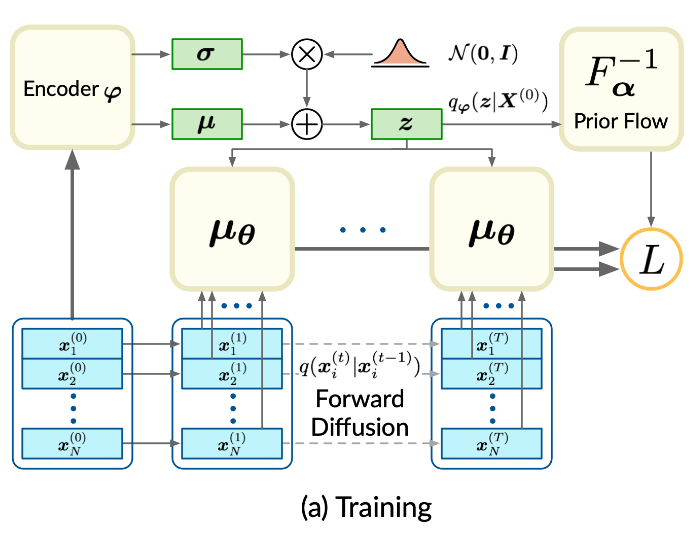 Encoder φ
σ
×
N(0, I)
F_α^{-1}
Prior Flow
μ
+
z
q_φ(z|X^{(0)})
μ_θ
. . .
μ_θ
L
x_1^{(0)}
x_2^{(0)}
x_N^{(0)}
x_1^{(1)}
x_2^{(1)}
x_N^{(1)}
q(x_i^{(t)}|x_i^{(t-1)})
Forward
Diffusion
x_1^{(T)}
x_2^{(T)}
x_N^{(T)}
(a) Training